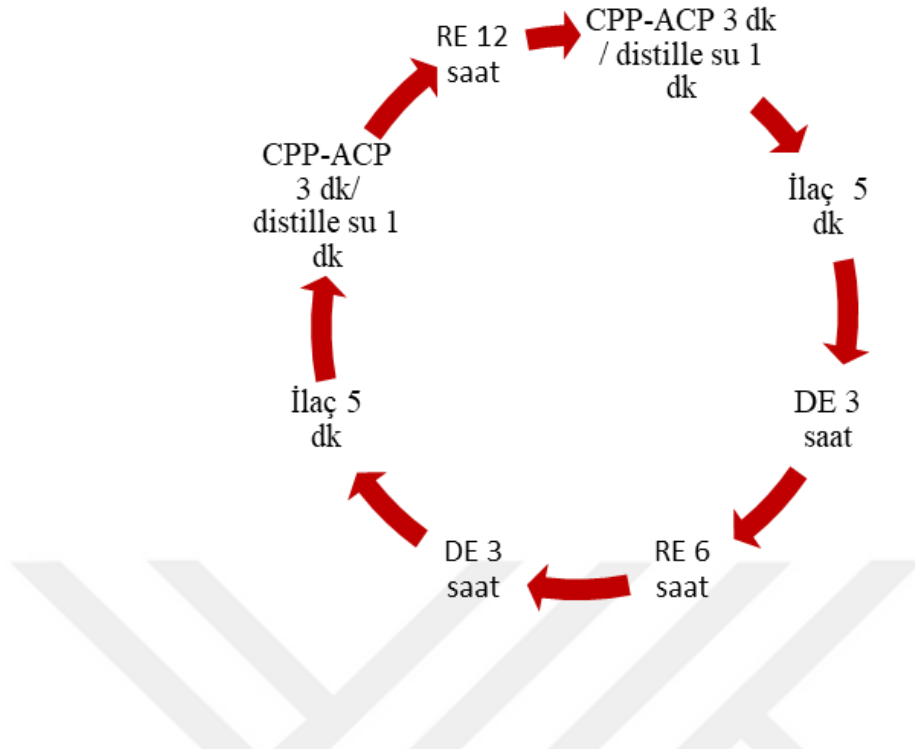 CPP-ACP 3 dk
/ distille su 1
dk
İlaç 5
dk
DE 3
saat
RE 6
saat
DE 3
saat
İlaç 5
dk
CPP-ACP
3 dk/
distille su 1
dk
RE 12
saat